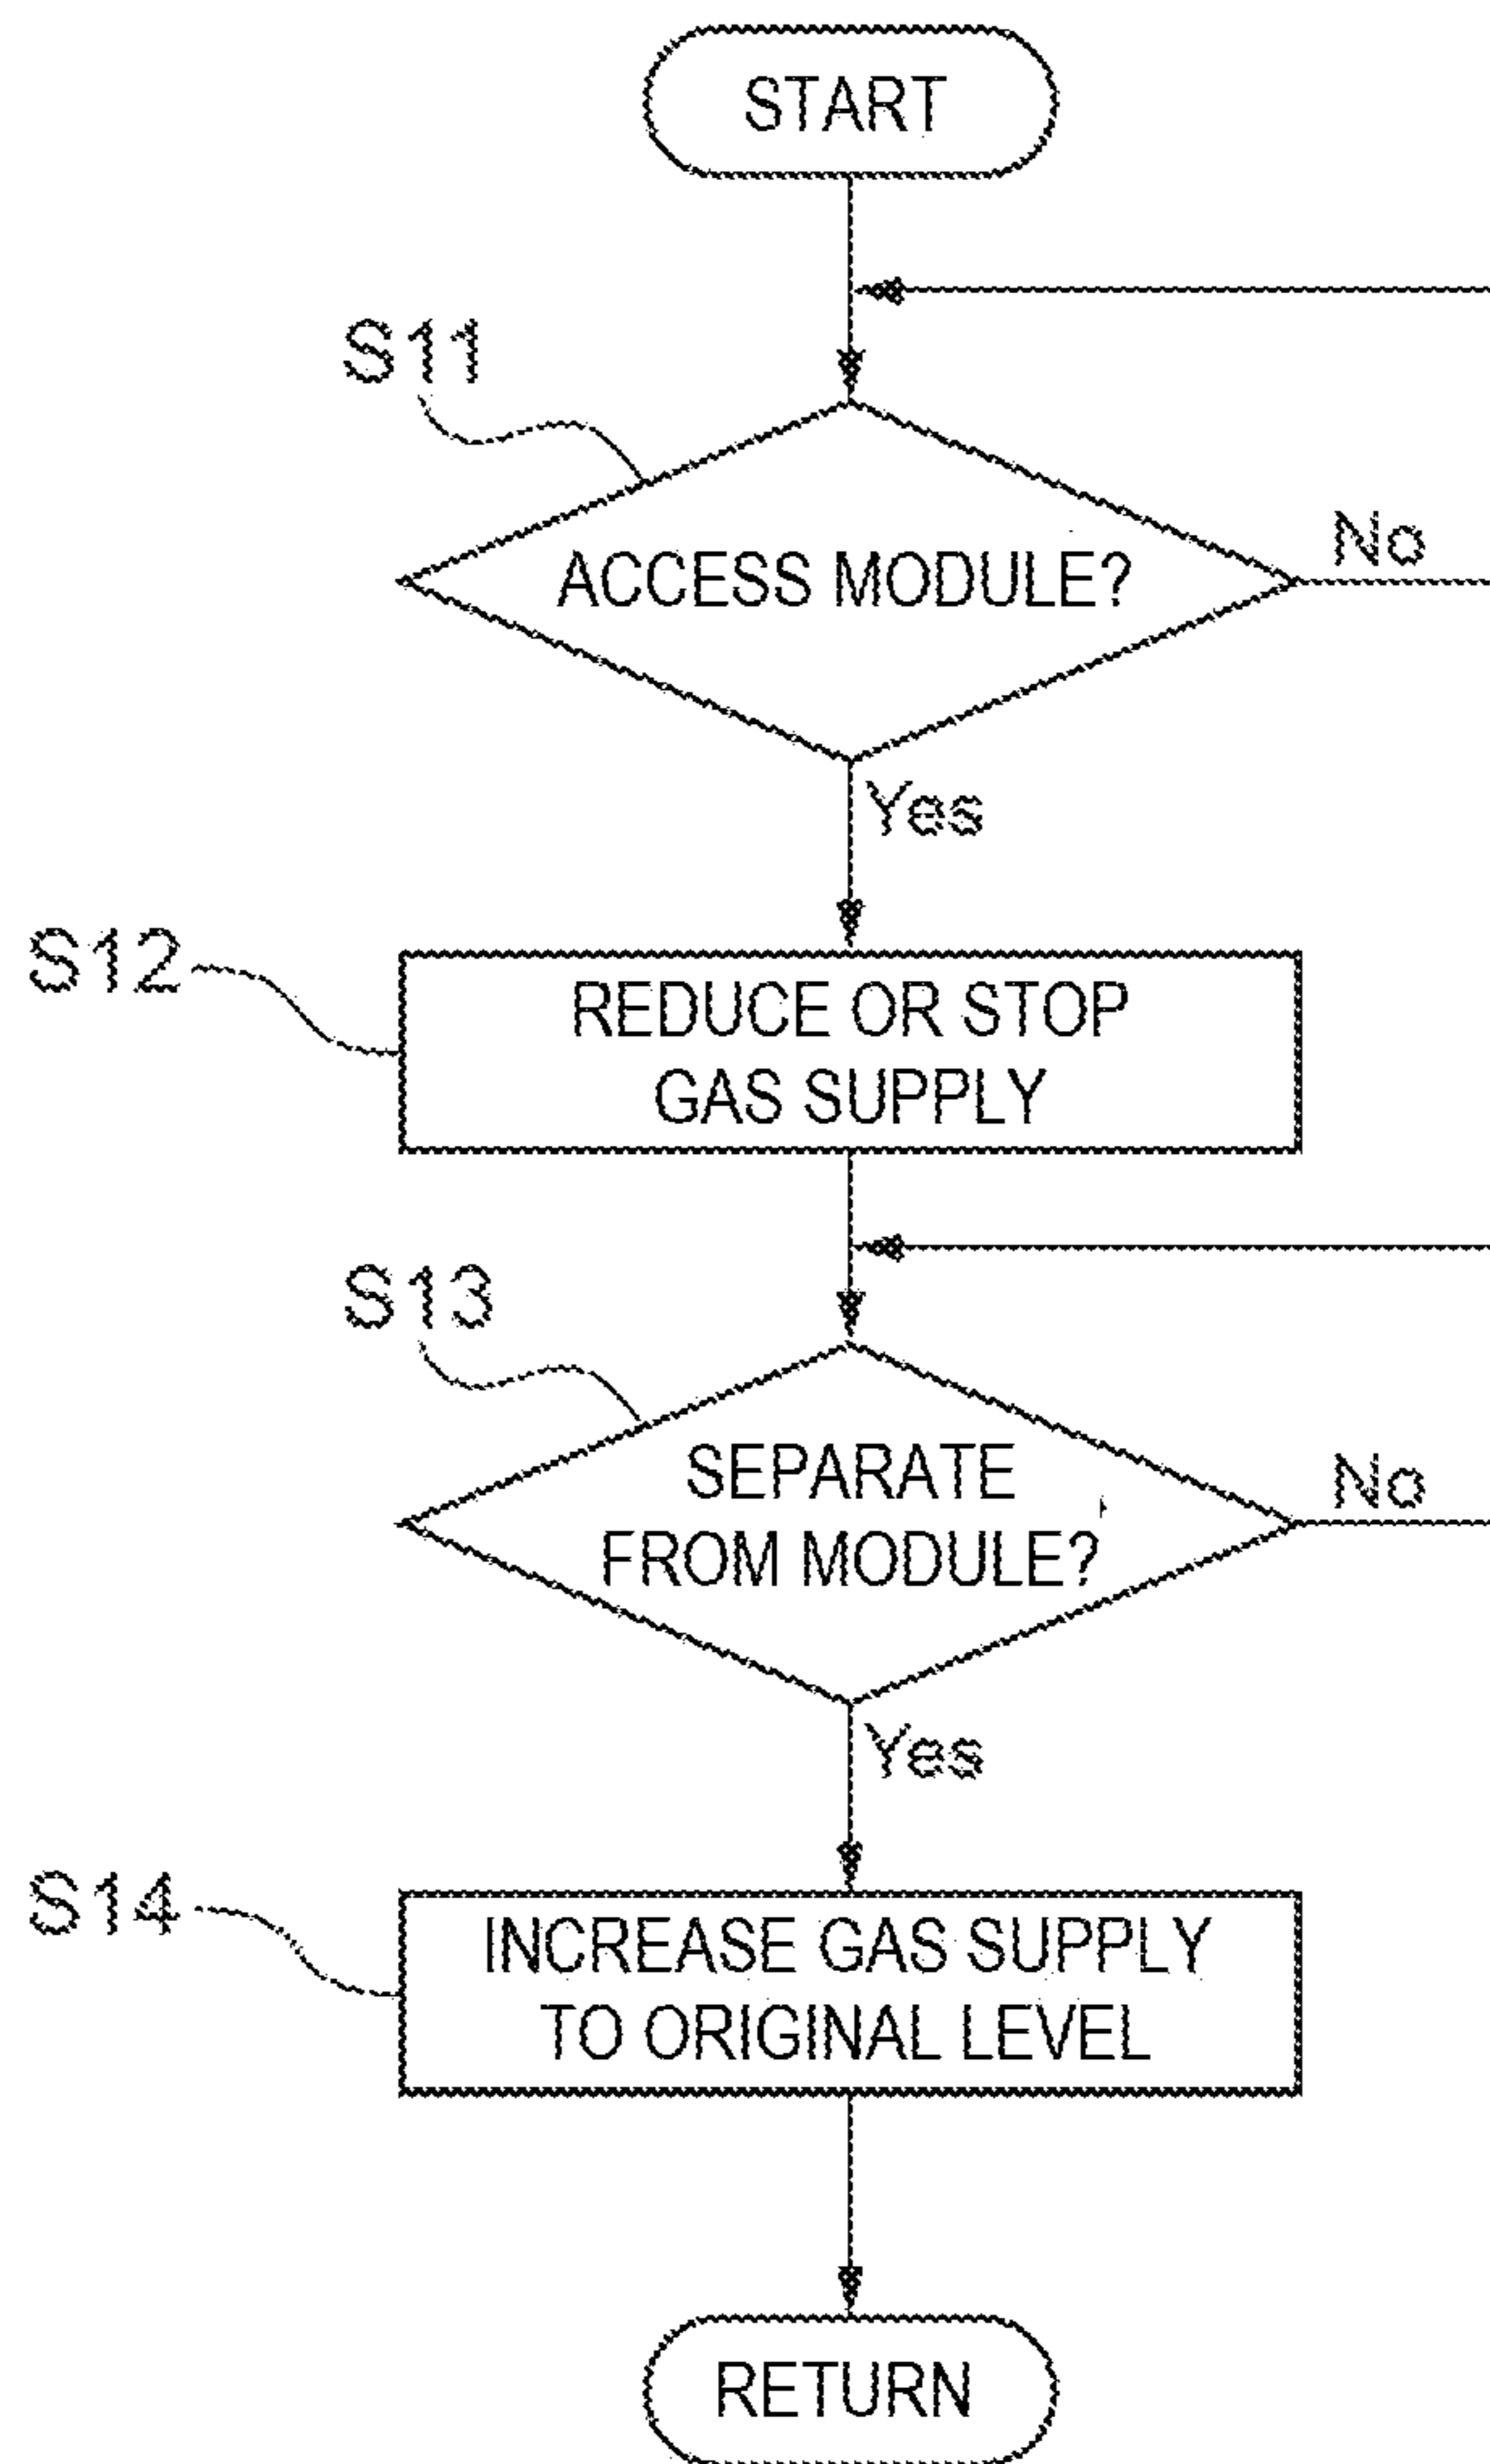 START
S11
ACCESS MODULE?
No
Yes
S12
REDUCE OR STOP
GAS SUPPLY
S13
SEPARATE
FROM MODULE?
No
Yes
S14
INCREASE GAS SUPPLY
TO ORIGINAL LEVEL
RETURN